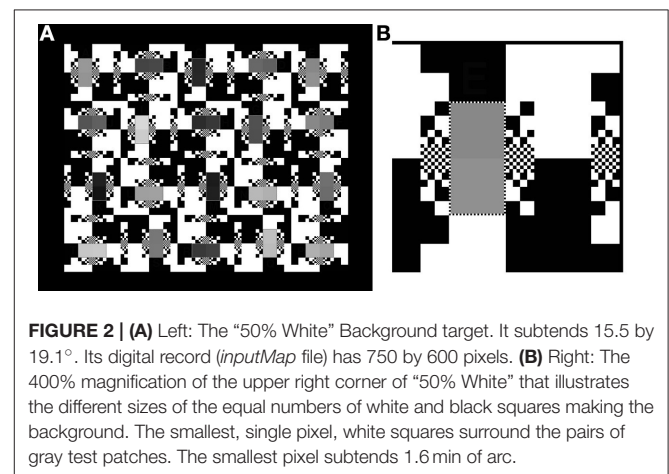 A
B
E
FIGURE 2 | (A) Left: The “50% White” Background target. It subtends 15.5 by
19.1°. Its digital record (inputMap file) has 750 by 600 pixels. (B) Right: The
400% magnification of the upper right corner of “50% White” that illustrates
the different sizes of the equal numbers of white and black squares making the
background. The smallest, single pixel, white squares surround the pairs of
gray test patches. The smallest pixel subtends 1.6 min of arc.